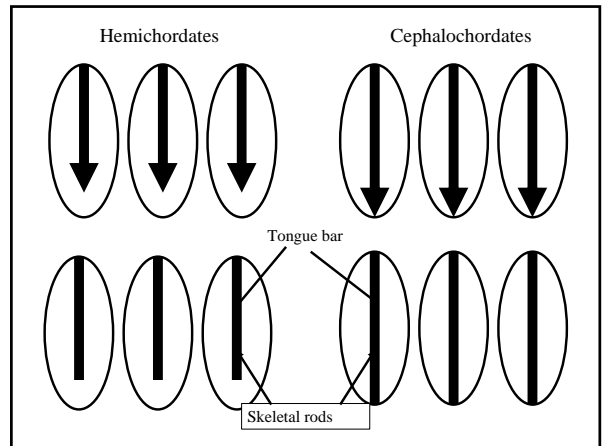 Hemichordates
Cephalochordates
Tongue bar
Skeletal rods